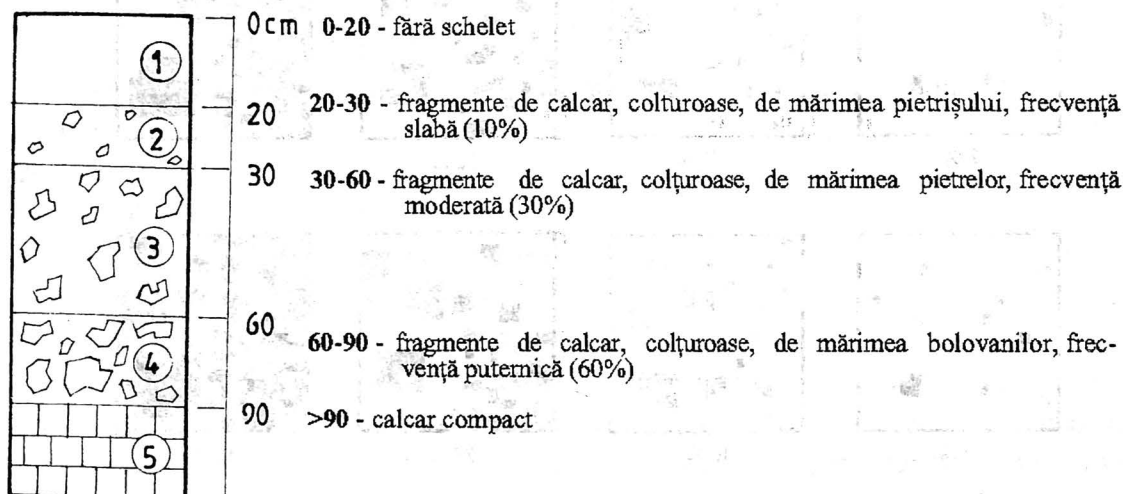 0cm 0-20 - fără schelet
1
20 20-30 - fragmente de calcar, colturoase, de mărimea pietrișului, frecvență
slabă (10%)
2
30 30-60 - fragmente de calcar, colțuroase, de mărimea pietrelor, frecvență
moderată (30%)
3
60 60-90 - fragmente de calcar, colțuroase, de mărimea bolovanilor, frec-
vență puternică (60%)
4
90 >90 - calcar compact
5